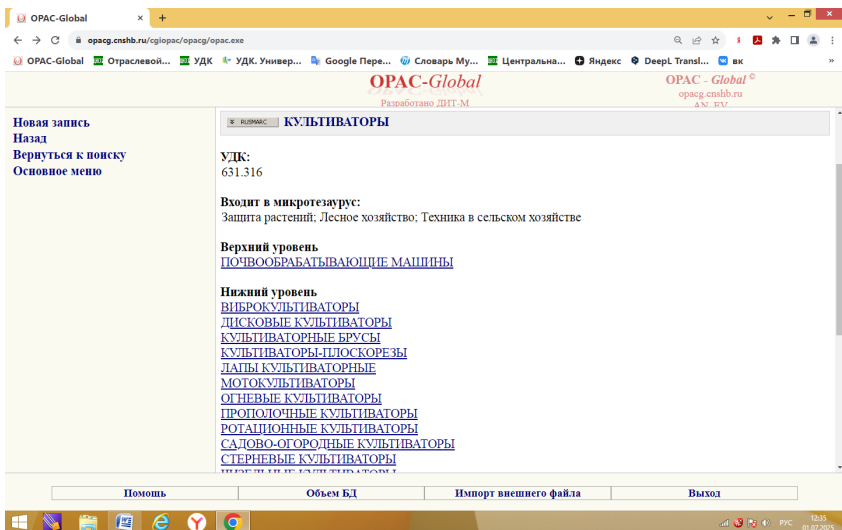 OPAC-Global
opacg.cnshb.ru/cgiopac/opacg/opac.exe
OPAC-Global Отраслевой... УДК УДК. Универ... Google Пере... Словарь Му... Центральна... Яндекс DeepL Transl... вк
OPAC-Global
Разработано ДИТ-М
OPAC - Global ©
opacg.cnshb.ru
AN_EV
Новая запись
Назад
Вернуться к поиску
Основное меню
RUSMARC КУЛЬТИВАТОРЫ
УДК:
631.316
Входит в микротезаурус:
Защита растений; Лесное хозяйство; Техника в сельском хозяйстве
Верхний уровень
ПОЧВООБРАБАТЫВАЮЩИЕ МАШИНЫ
Нижний уровень
ВИБРОКУЛЬТИВАТОРЫ
ДИСКОВЫЕ КУЛЬТИВАТОРЫ
КУЛЬТИВАТОРНЫЕ БРУСЫ
КУЛЬТИВАТОРЫ-ПЛОСКОРЕЗЫ
ЛАПЫ КУЛЬТИВАТОРНЫЕ
МОТОКУЛЬТИВАТОРЫ
ОГНЕВЫЕ КУЛЬТИВАТОРЫ
ПРОПОЛОЧНЫЕ КУЛЬТИВАТОРЫ
РОТАЦИОННЫЕ КУЛЬТИВАТОРЫ
САДОВО-ОГОРОДНЫЕ КУЛЬТИВАТОРЫ
СТЕРНЕВЫЕ КУЛЬТИВАТОРЫ
Помощь Объем БД Импорт внешнего файла Выход
РУС 12:35
01.07.2025